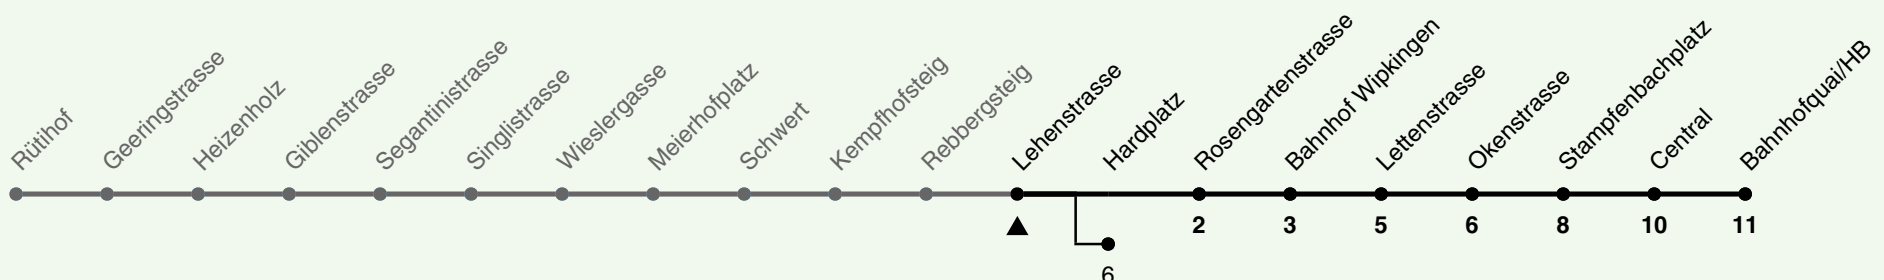 Rütihof
Geeringstrasse
Heizenholz
Giblenstrasse
Segantinistrasse
Singlistrasse
Wieslergasse
Meierhofplatz
Schwert
Kempfhofsteig
Rebbergsteig
Lehenstrasse
Hardplatz
Rosengartenstrasse
Bahnhof Wipkingen
Lettenstrasse
Okenstrasse
Stampfenbachplatz
Central
Bahnhofquai/HB
2 3 5 6 8 10 11
6